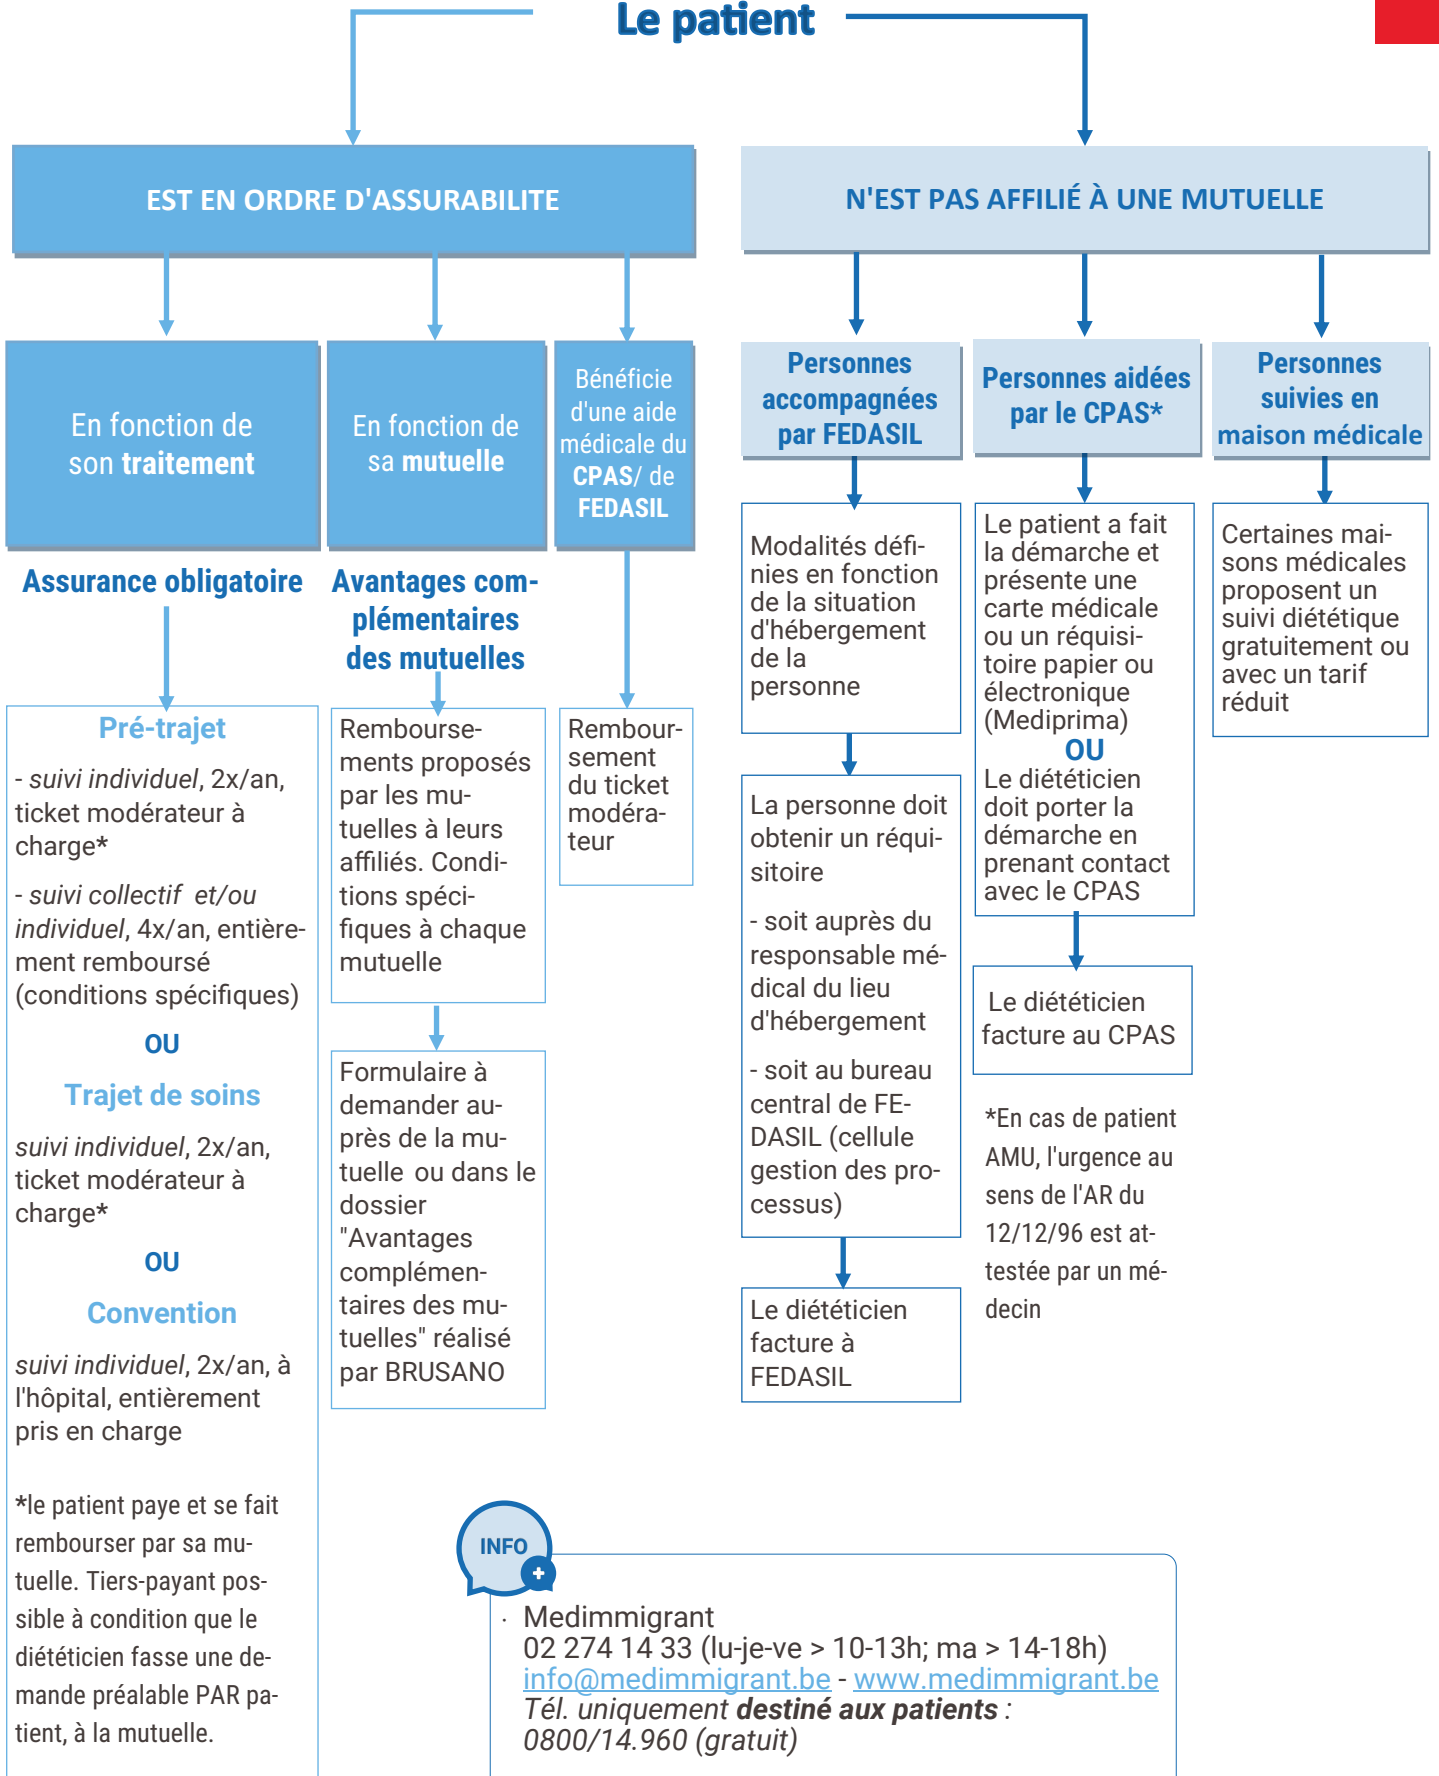 Le patient
EST EN ORDRE D'ASSURABILITE
En fonction de
son traitement
Assurance obligatoire
Pré-trajet
- suivi individuel, 2x/an,
ticket modérateur à
charge*
- suivi collectif et/ou
individuel, 4x/an, entière-
ment remboursé
(conditions spécifiques)
OU
Trajet de soins
suivi individuel, 2x/an,
ticket modérateur à
charge*
OU
Convention
suivi individuel, 2x/an, à
l'hôpital, entièrement
pris en charge
*le patient paye et se fait
rembourser par sa mu-
tuelle. Tiers-payant pos-
sible à condition que le
diététicien fasse une de-
mande préalable PAR pa-
tient, à la mutuelle.
En fonction de
sa mutuelle
Avantages com-
plémentaires
des mutuelles
Rembourse-
ments proposés
par les mu-
tuelles à leurs
affiliés. Condi-
tions spéci-
fiques à chaque
mutuelle
Formulaire à
demander au-
près de la mu-
tuelle ou dans le
dossier
"Avantages
complémen-
taires des mu-
tuelles" réalisé
par BRUSANO
Bénéficie
d'une aide
médicale du
CPAS/ de
FEDASIL
Rembour-
sement
du ticket
modéra-
teur
N'EST PAS AFFILIÉ À UNE MUTUELLE
Personnes
accompagnées
par FEDASIL
Modalités défi-
nies en fonction
de la situation
d'hébergement
de la
personne
La personne doit
obtenir un réqui-
sitoire
- soit auprès du
responsable mé-
dical du lieu
d'hébergement
- soit au bureau
central de FE-
DASIL (cellule
gestion des pro-
cessus)
Le diététicien
facture à
FEDASIL
Personnes aidées
par le CPAS*
Le patient a fait
la démarche et
présente une
carte médicale
ou un réquisi-
toire papier ou
électronique
(Mediprima)
OU
Le diététicien
doit porter la
démarche en
prenant contact
avec le CPAS
Le diététicien
facture au CPAS
*En cas de patient
AMU, l'urgence au
sens de l'AR du
12/12/96 est at-
testée par un mé-
decin
Personnes
suivies en
maison médicale
Certaines mai-
sons médicales
proposent un
suivi diététique
gratuitement ou
avec un tarif
réduit
INFO
+
· Medimmigrant
02 274 14 33 (lu-je-ve > 10-13h; ma > 14-18h)
info@medimmigrant.be - www.medimmigrant.be
Tél. uniquement destiné aux patients :
0800/14.960 (gratuit)